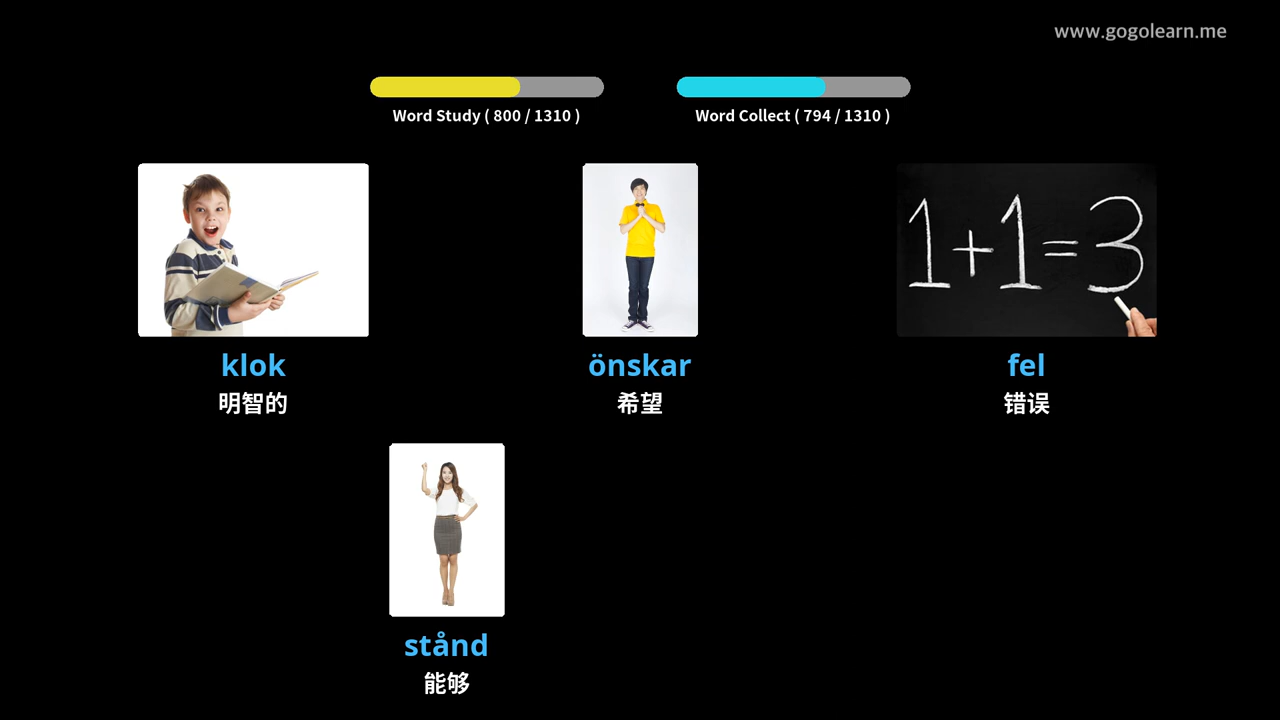 www.gogolearn.me
Word Study ( 800 / 1310 )
Word Collect ( 794 / 1310 )
1+1=3
klok
明智的
önskar
希望
fel
错误
stånd
能够